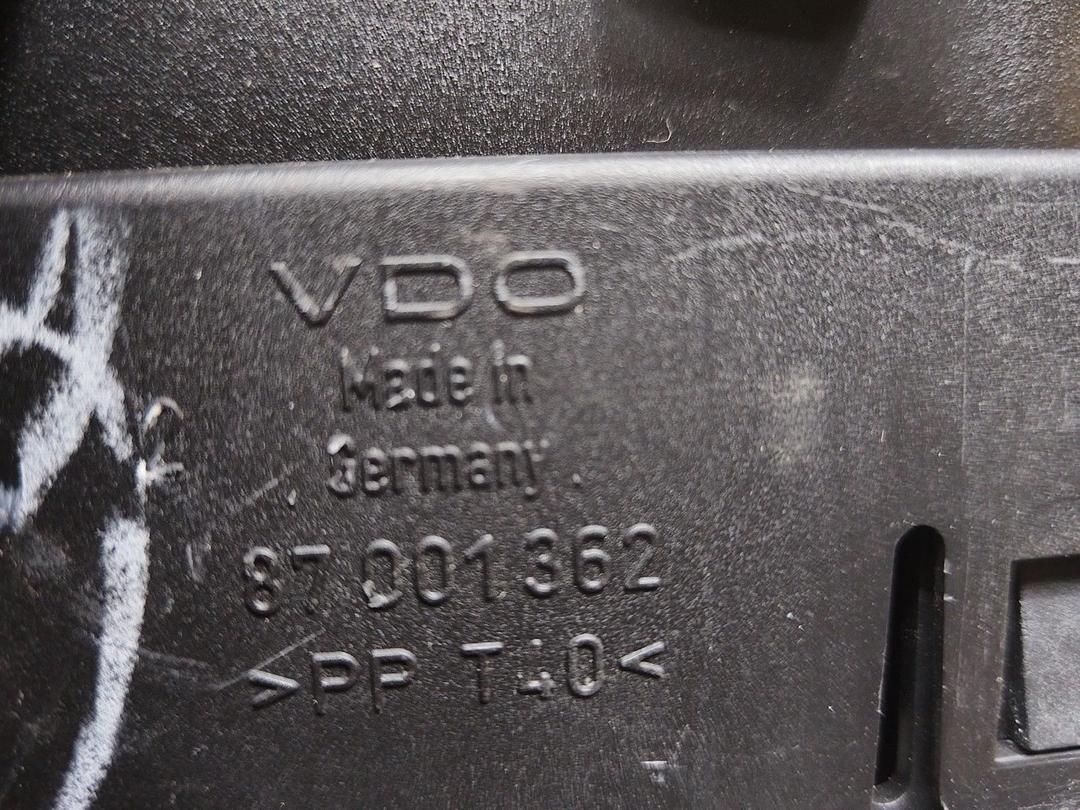 VDO
Made in
Germany
87 001 362
>PP T40<